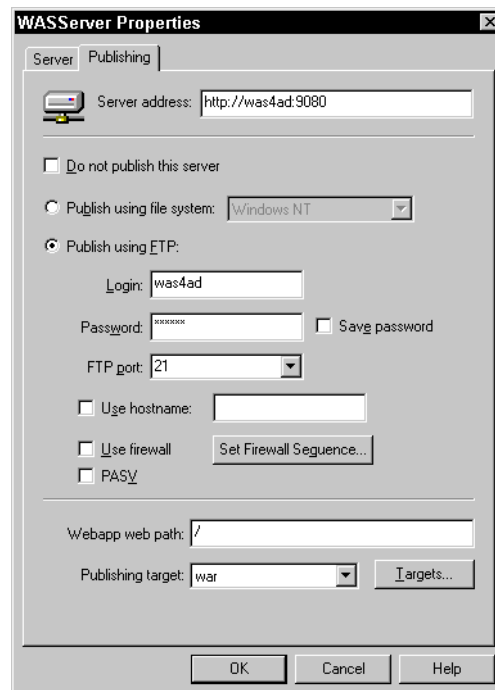 WASServer Properties
Server Publishing
Server address: http://was4ad:9080
Do not publish this server
Publish using file system: Windows NT
Publish using FTP:
Login: was4ad
Password: ******
Save password
FTP port: 21
Use hostname:
Use firewall Set Firewall Seguence...
PASV
Webapp web path: /
Publishing target: war Targets...
OK Cancel Help